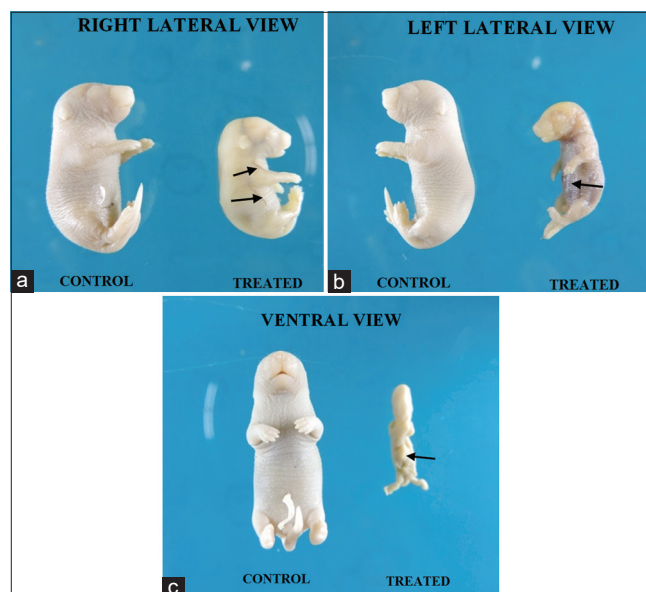 RIGHT LATERAL VIEW
CONTROL
TREATED
a
LEFT LATERAL VIEW
CONTROL
TREATED
b
VENTRAL VIEW
CONTROL
TREATED
c